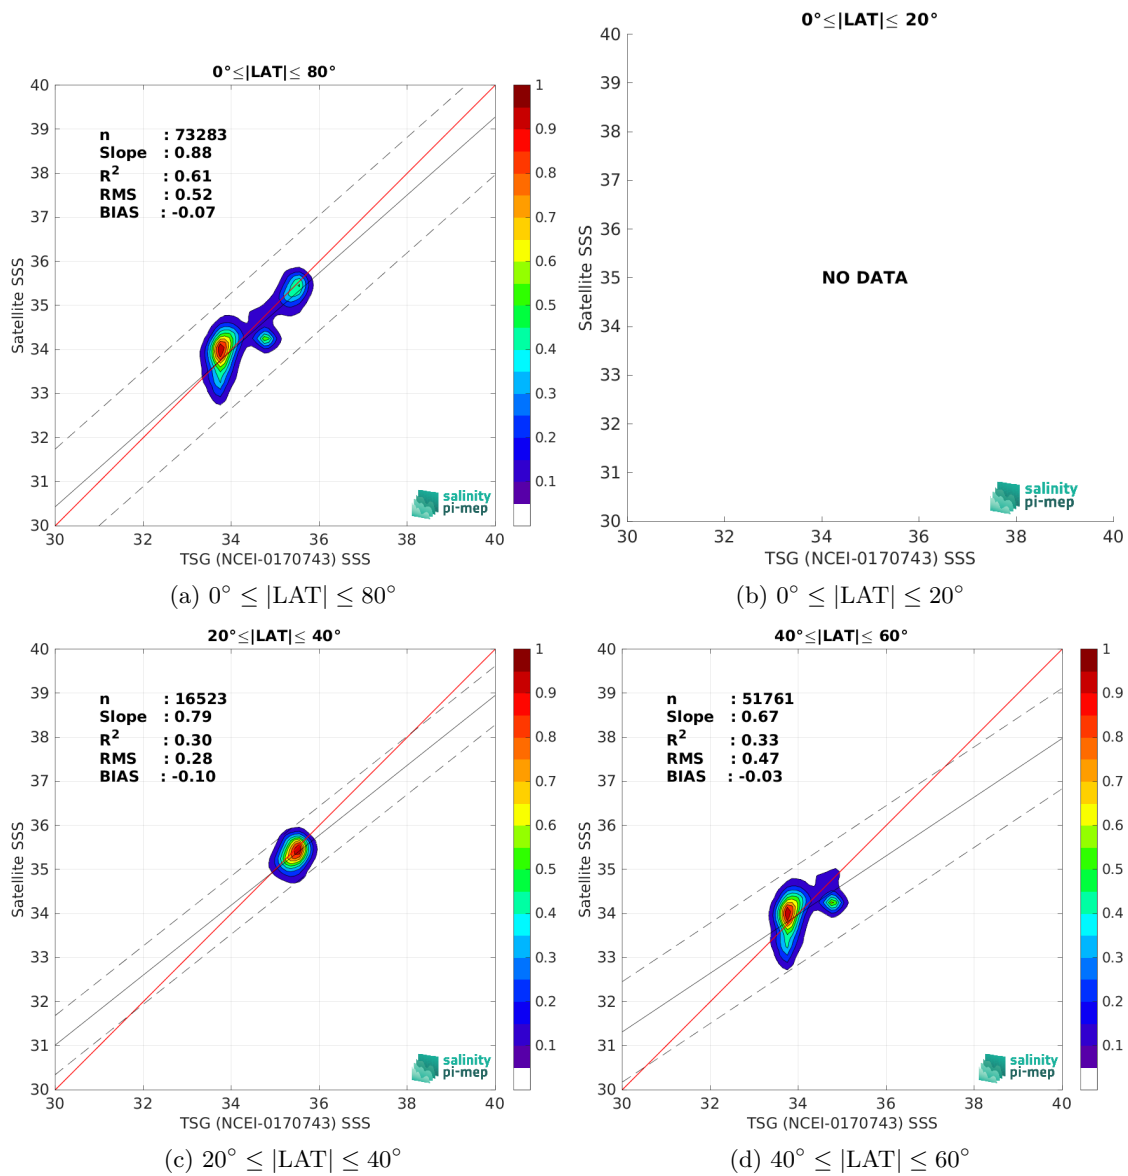 0°≤|LAT|≤ 80°
40
39
38
37
36
35
34
33
32
31
30
Satellite SSS
n : 73283
Slope : 0.88
R² : 0.61
RMS : 0.52
BIAS : -0.07
salinity
pi-mep
30 32 34 36 38 40
TSG (NCEI-0170743) SSS
1
0.9
0.8
0.7
0.6
0.5
0.4
0.3
0.2
0.1
(a) 0° ≤ |LAT| ≤ 80°
0°≤|LAT|≤ 20°
40
39
38
37
36
35
34
33
32
31
30
Satellite SSS
NO DATA
salinity
pi-mep
30 32 34 36 38 40
TSG (NCEI-0170743) SSS
(b) 0° ≤ |LAT| ≤ 20°
20°≤|LAT|≤ 40°
40
39
38
37
36
35
34
33
32
31
30
Satellite SSS
n : 16523
Slope : 0.79
R² : 0.30
RMS : 0.28
BIAS : -0.10
salinity
pi-mep
30 32 34 36 38 40
TSG (NCEI-0170743) SSS
1
0.9
0.8
0.7
0.6
0.5
0.4
0.3
0.2
0.1
(c) 20° ≤ |LAT| ≤ 40°
40°≤|LAT|≤ 60°
40
39
38
37
36
35
34
33
32
31
30
Satellite SSS
n : 51761
Slope : 0.67
R² : 0.33
RMS : 0.47
BIAS : -0.03
salinity
pi-mep
30 32 34 36 38 40
TSG (NCEI-0170743) SSS
1
0.9
0.8
0.7
0.6
0.5
0.4
0.3
0.2
0.1
(d) 40° ≤ |LAT| ≤ 60°